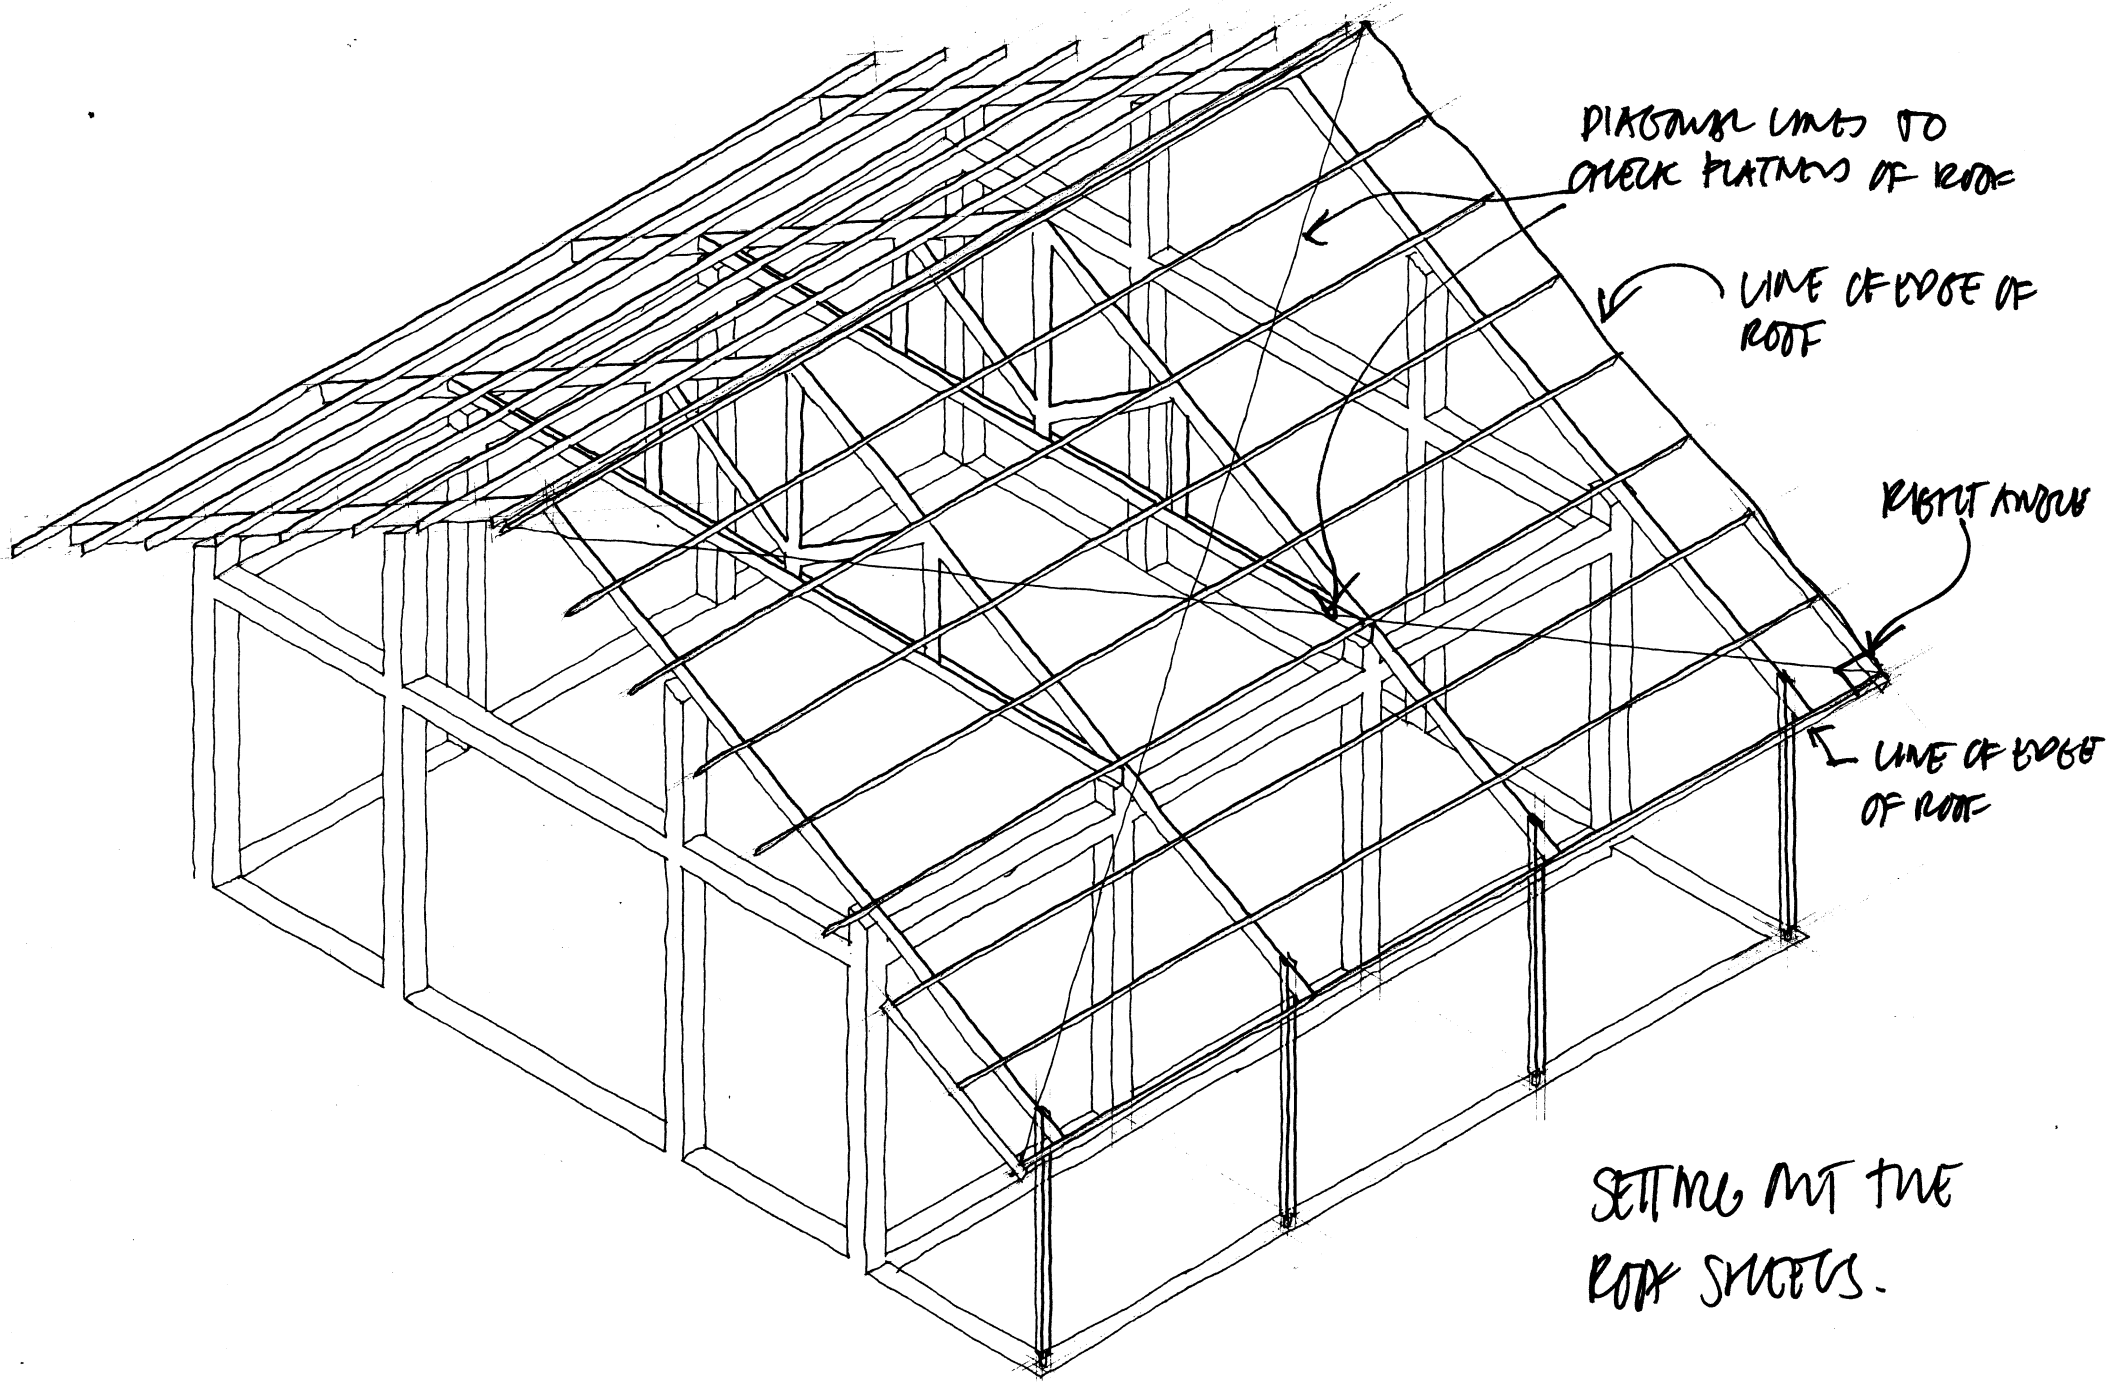 DIAGONAL LINES TO
CHECK FLATNESS OF ROOF
LINE OF EDGE OF
ROOF
RIGHT ANGLE
LINE OF EDGE
OF ROOF
SETTING OUT THE
ROOF SHEETS.